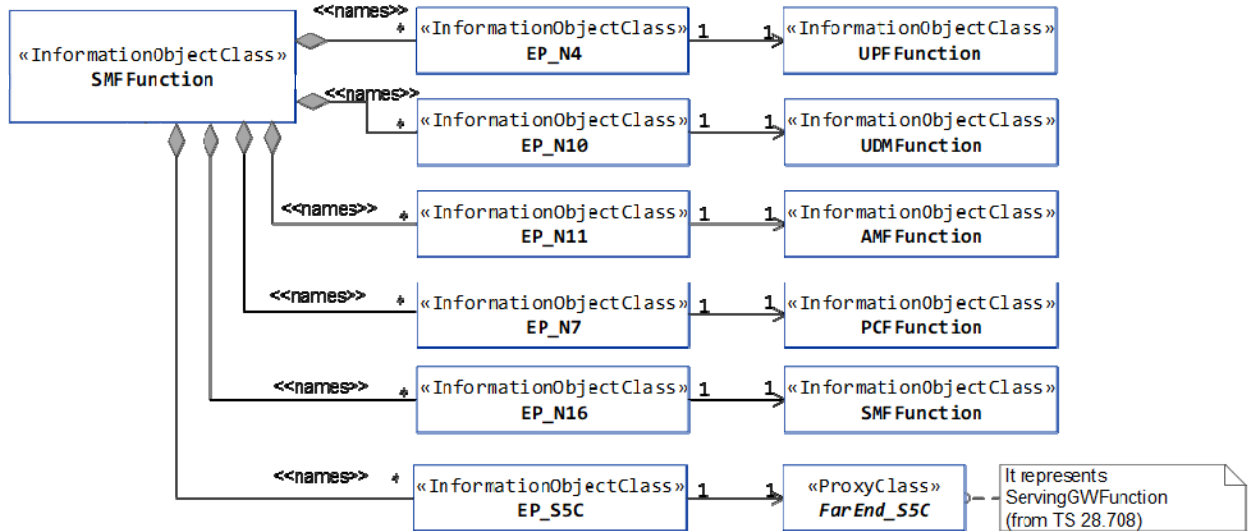 <<names>>
«InformationObjectClass»
SMFFunction
* «InformationObjectClass» 1 1 «InformationObjectClass»
EP_N4 UPFFunction
<<names>>
* «InformationObjectClass» 1 1 «InformationObjectClass»
EP_N10 UDMFunction
<<names>> * «InformationObjectClass» 1 1 «InformationObjectClass»
EP_N11 AMFFunction
<<names>> * «InformationObjectClass» 1 1 «InformationObjectClass»
EP_N7 PCFFunction
<<names>> * «InformationObjectClass» 1 1 «InformationObjectClass»
EP_N16 SMFFunction
<<names>> * «InformationObjectClass» 1 1 «ProxyClass»
EP_S5C FarEnd_S5C
It represents
ServingGWFunction
(from TS 28.708)